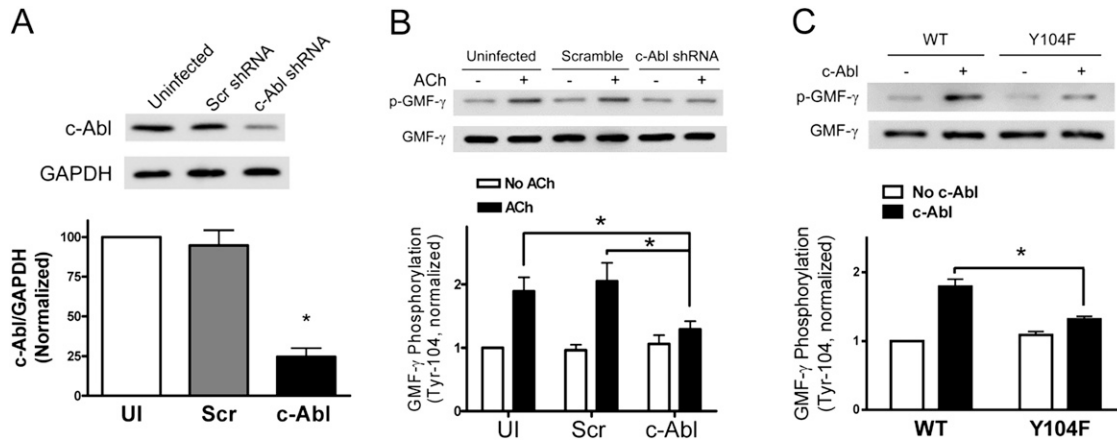 A
Uninfected
Scr shRNA
c-Abl shRNA
c-Abl
GAPDH
c-Abl/GAPDH
(Normalized)
100
75
50
25
0
*
UI
Scr
c-Abl
B
Uninfected
Scramble
c-Abl shRNA
ACh
- + - + - +
p-GMF-γ
GMF-γ
No ACh
ACh
GMF-γ Phosphorylation
(Tyr-104, normalized)
2
1
0
*
*
UI
Scr
c-Abl
C
WT
Y104F
c-Abl
- + - +
p-GMF-γ
GMF-γ
No c-Abl
c-Abl
GMF-γ Phosphorylation
(Tyr-104, normalized)
2
1
0
*
WT
Y104F